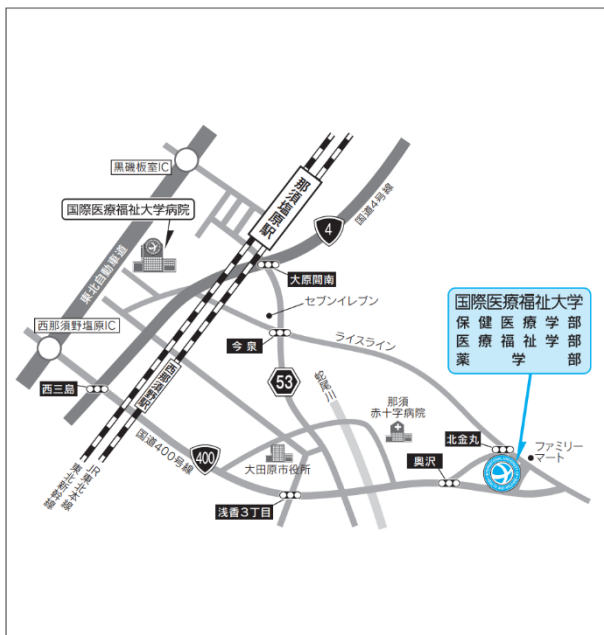 黒磯板室IC
国際医療福祉大学病院
那須塩原駅
4
国道4号線
東北自動車道
大原間南
セブンイレブン
国際医療福祉大学
保健医療学部
医療福祉学部
薬学部
西那須野塩原IC
今泉
ライスライン
西那須野駅
53
蛇尾川
西三島
那須
赤十字病院
北金丸
ファミリー
マート
国道400号線
400
大田原市役所
奥沢
JR東北本線
東北新幹線
浅香3丁目